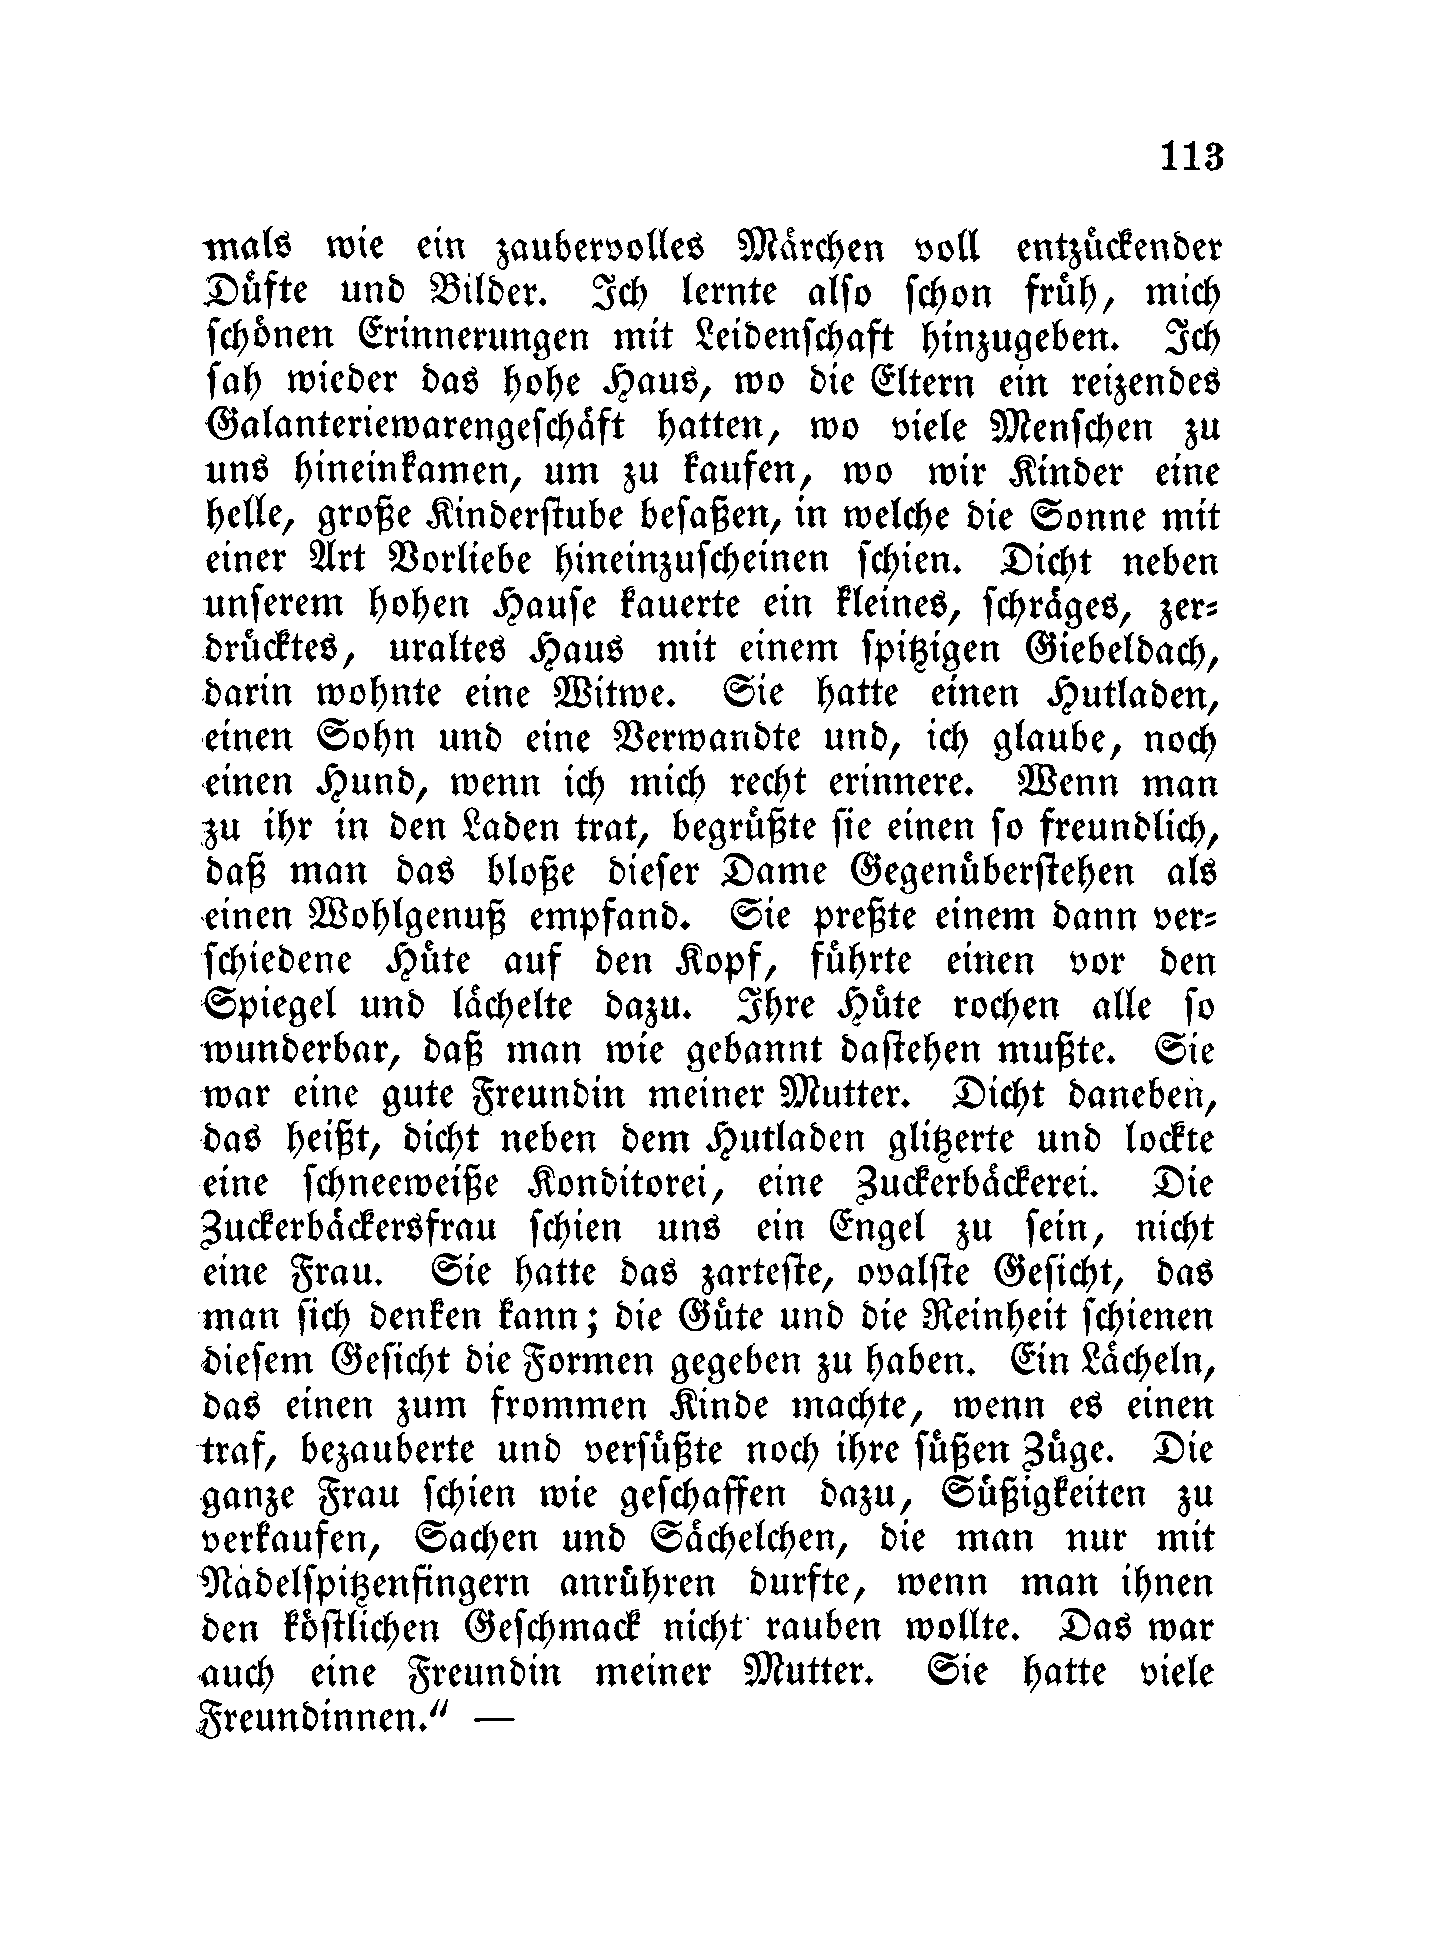 113
mals wie ein zaubervolles Märchen voll entzückender
Düfte und Bilder. Ich lernte also schon früh, mich
schönen Erinnerungen mit Leidenschaft hinzugeben. Ich
sah wieder das hohe Haus, wo die Eltern ein reizendes
Galanteriewarengeschäft hatten, wo viele Menschen zu
uns hineinkamen, um zu kaufen, wo wir Kinder eine
helle, große Kinderstube besaßen, in welche die Sonne mit
einer Art Vorliebe hineinzuscheinen schien. Dicht neben
unserem hohen Hause kauerte ein kleines, schräges, zer-
drücktes, uraltes Haus mit einem spitzigen Giebeldach,
darin wohnte eine Witwe. Sie hatte einen Hutladen,
einen Sohn und eine Verwandte und, ich glaube, noch
einen Hund, wenn ich mich recht erinnere. Wenn man
zu ihr in den Laden trat, begrüßte sie einen so freundlich,
daß man das bloße dieser Dame Gegenüberstehen als
einen Wohlgenuß empfand. Sie preßte einem dann ver-
schiedene Hüte auf den Kopf, führte einen vor den
Spiegel und lächelte dazu. Ihre Hüte rochen alle so
wunderbar, daß man wie gebannt dastehen mußte. Sie
war eine gute Freundin meiner Mutter. Dicht daneben,
das heißt, dicht neben dem Hutladen glitzerte und lockte
eine schneeweiße Konditorei, eine Zuckerbäckerei. Die
Zuckerbäckersfrau schien uns ein Engel zu sein, nicht
eine Frau. Sie hatte das zarteste, ovalste Gesicht, das
man sich denken kann; die Güte und die Reinheit schienen
diesem Gesicht die Formen gegeben zu haben. Ein Lächeln,
das einen zum frommen Kinde machte, wenn es einen
traf, bezauberte und versüßte noch ihre süßen Züge. Die
ganze Frau schien wie geschaffen dazu, Süßigkeiten zu
verkaufen, Sachen und Sächelchen, die man nur mit
Nadelspitzenfingern anrühren durfte, wenn man ihnen
den köstlichen Geschmack nicht rauben wollte. Das war
auch eine Freundin meiner Mutter. Sie hatte viele
Freundinnen.“ —